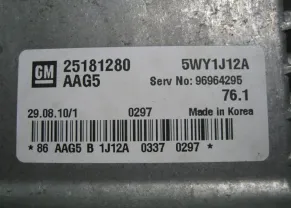 GM 25181280 5WY1J12A
AAG5 Serv No: 96964295
76.1
29.08.10/1 0297 Made in Korea
* 86 AAG5 B 1J12A 0337 0297 *